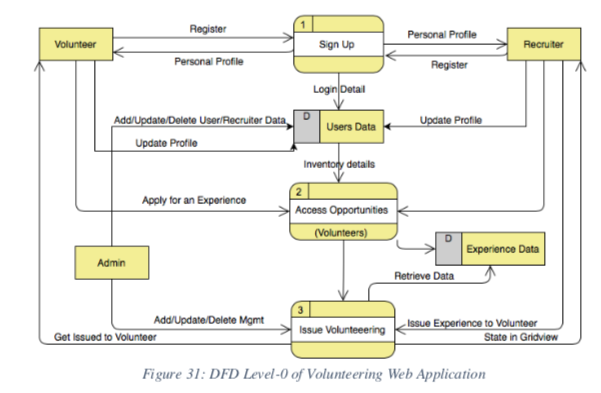 1
Register
Personal Profile
Volunteer
Sign Up
Recruiter
Personal Profile
Register
Login Detail
D
Add/Update/Delete User/Recruiter Data
Users Data
Update Profile
Update Profile
Inventory details
2
Apply for an Experience
Access Opportunities
(Volunteers)
D
Experience Data
Admin
Retrieve Data
3
Add/Update/Delete Mgmt
Issue Volunteeering
Issue Experience to Volunteer
Get Issued to Volunteer
State in Gridview
Figure 31: DFD Level-0 of Volunteering Web Application